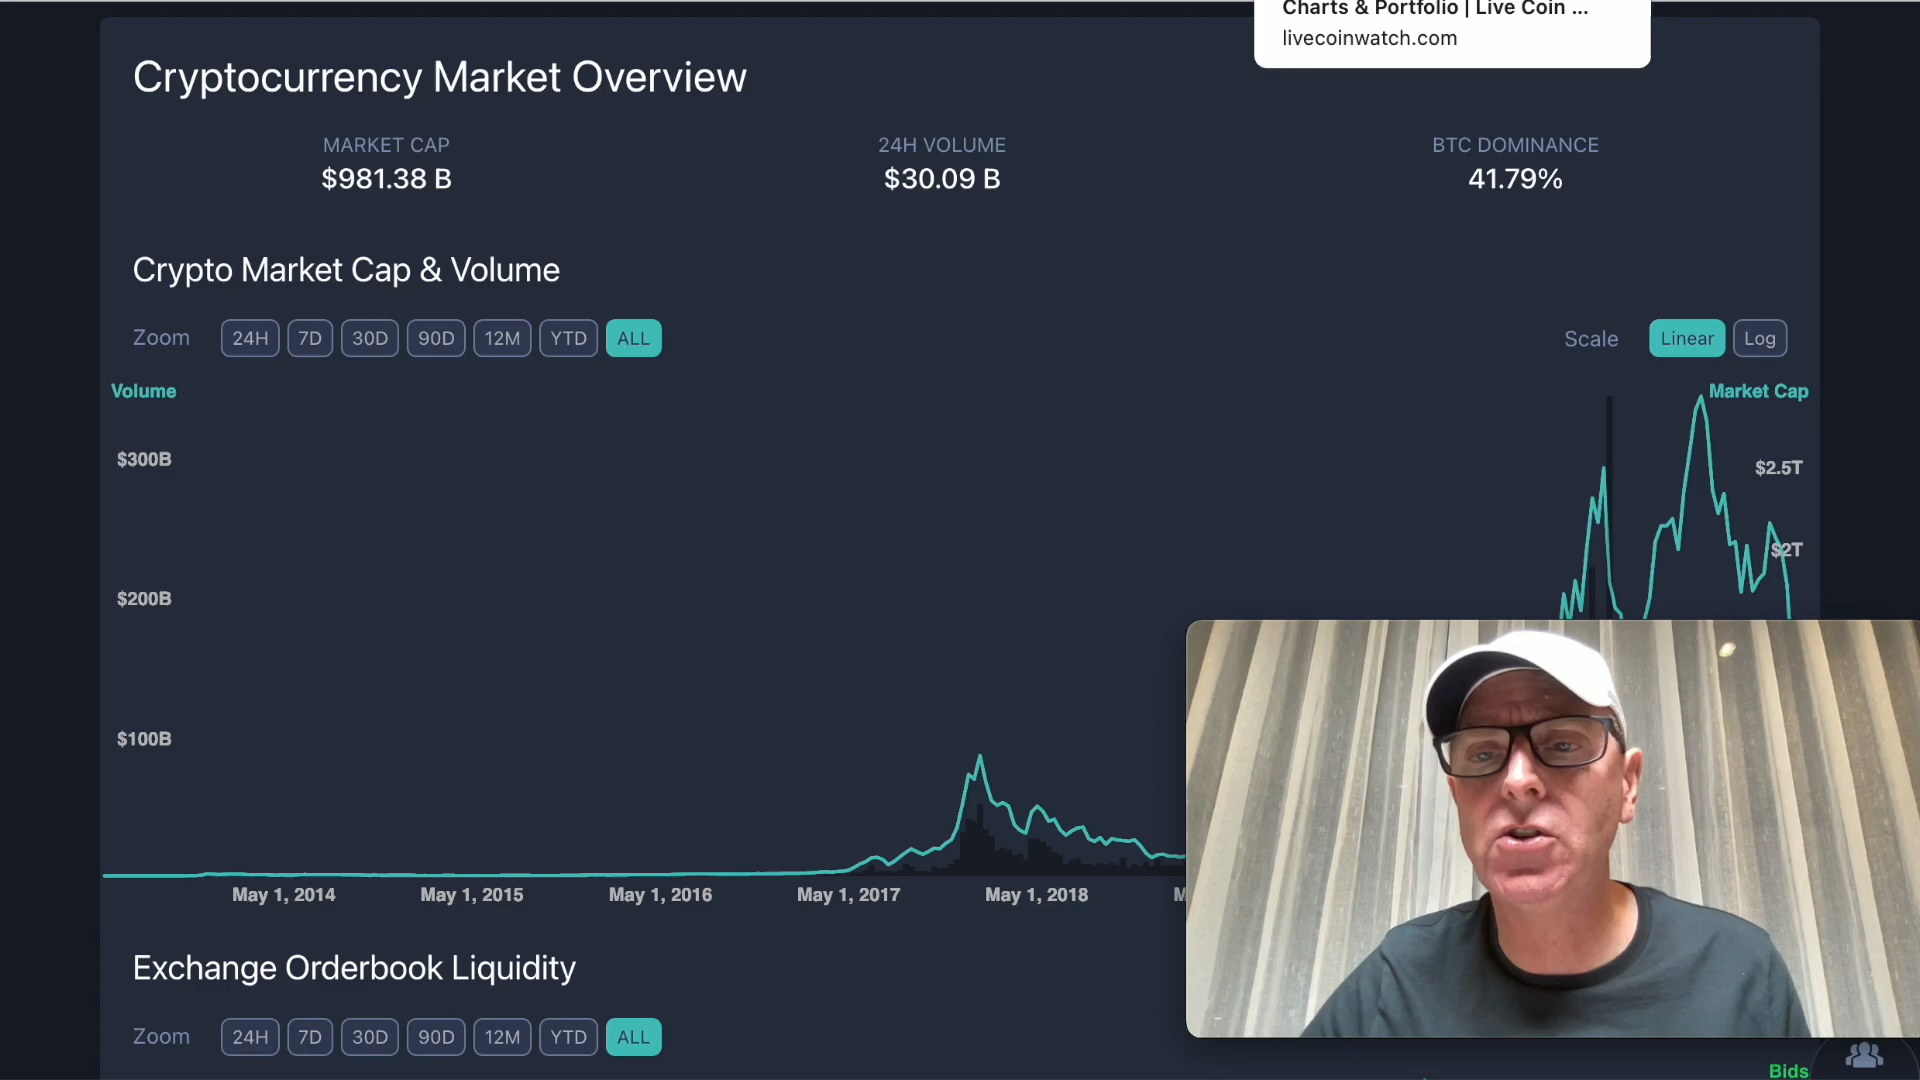 Charts & Portfolio | Live Coin ...
livecoinwatch.com
Cryptocurrency Market Overview
MARKET CAP
$981.38 B
24H VOLUME
$30.09 B
BTC DOMINANCE
41.79%
Crypto Market Cap & Volume
Zoom 24H 7D 30D 90D 12M YTD ALL
Scale Linear Log
Volume
Market Cap
$300B
$200B
$100B
$2.5T
$2T
May 1, 2014 May 1, 2015 May 1, 2016 May 1, 2017 May 1, 2018
Exchange Orderbook Liquidity
Zoom 24H 7D 30D 90D 12M YTD ALL
Bids